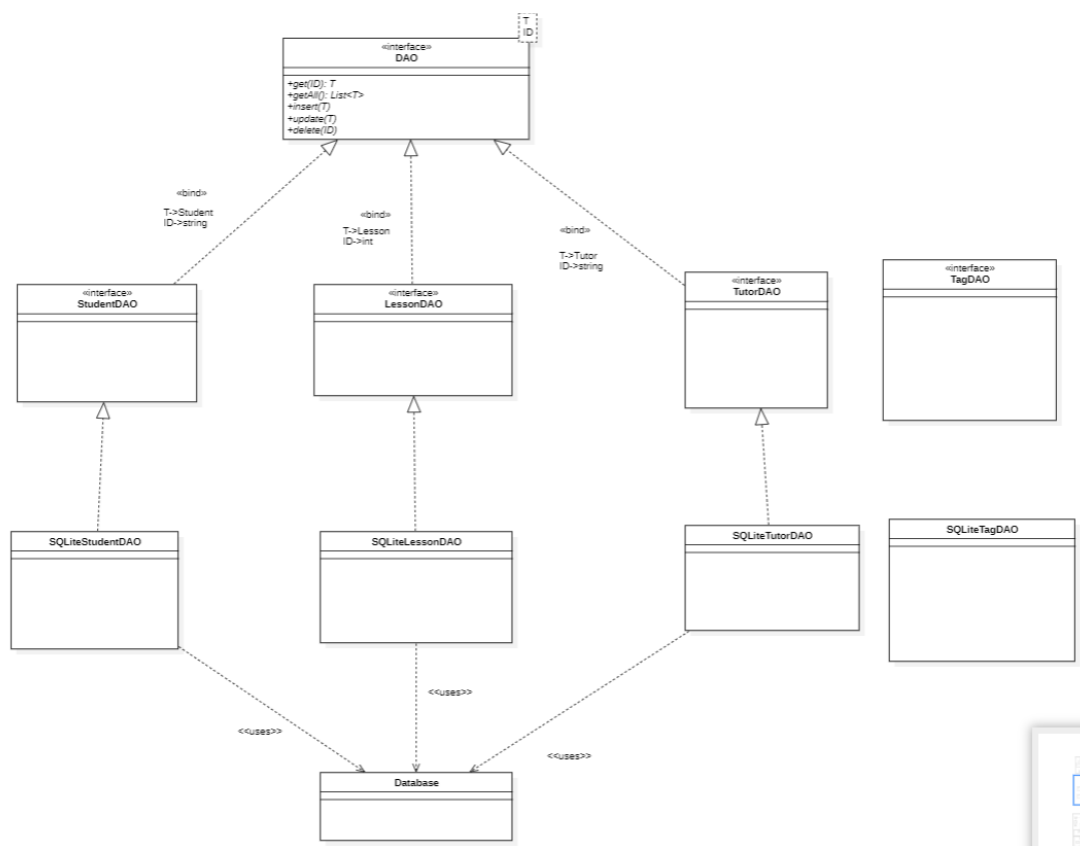 T
ID
«interface»
DAO
+get(ID): T
+getAll(): List<T>
+insert(T)
+update(T)
+delete(ID)
«bind»
T->Student
ID->string
«bind»
T->Lesson
ID->int
«bind»
T->Tutor
ID->string
«interface»
StudentDAO
«interface»
LessonDAO
«interface»
TutorDAO
«interface»
TagDAO
SQLiteStudentDAO
SQLiteLessonDAO
SQLiteTutorDAO
SQLiteTagDAO
<<uses>>
<<uses>>
<<uses>>
Database